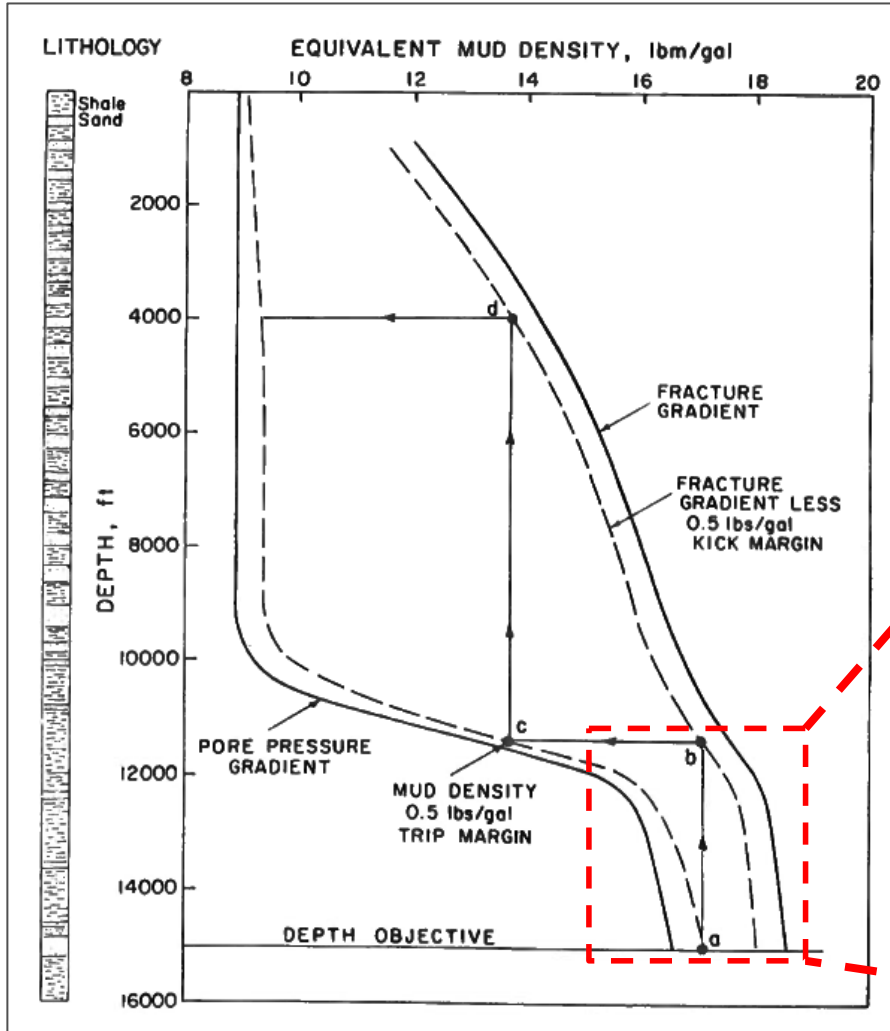 LITHOLOGY
EQUIVALENT MUD DENSITY, lbm/gal
8 10 12 14 16 18 20
Shale
Sand
2000
4000
6000
8000
10000
12000
14000
16000
DEPTH, ft
d
FRACTURE
GRADIENT
FRACTURE
GRADIENT LESS
0.5 lbs/gal
KICK MARGIN
c
b
PORE PRESSURE
GRADIENT
MUD DENSITY
0.5 lbs/gal
TRIP MARGIN
DEPTH OBJECTIVE
a